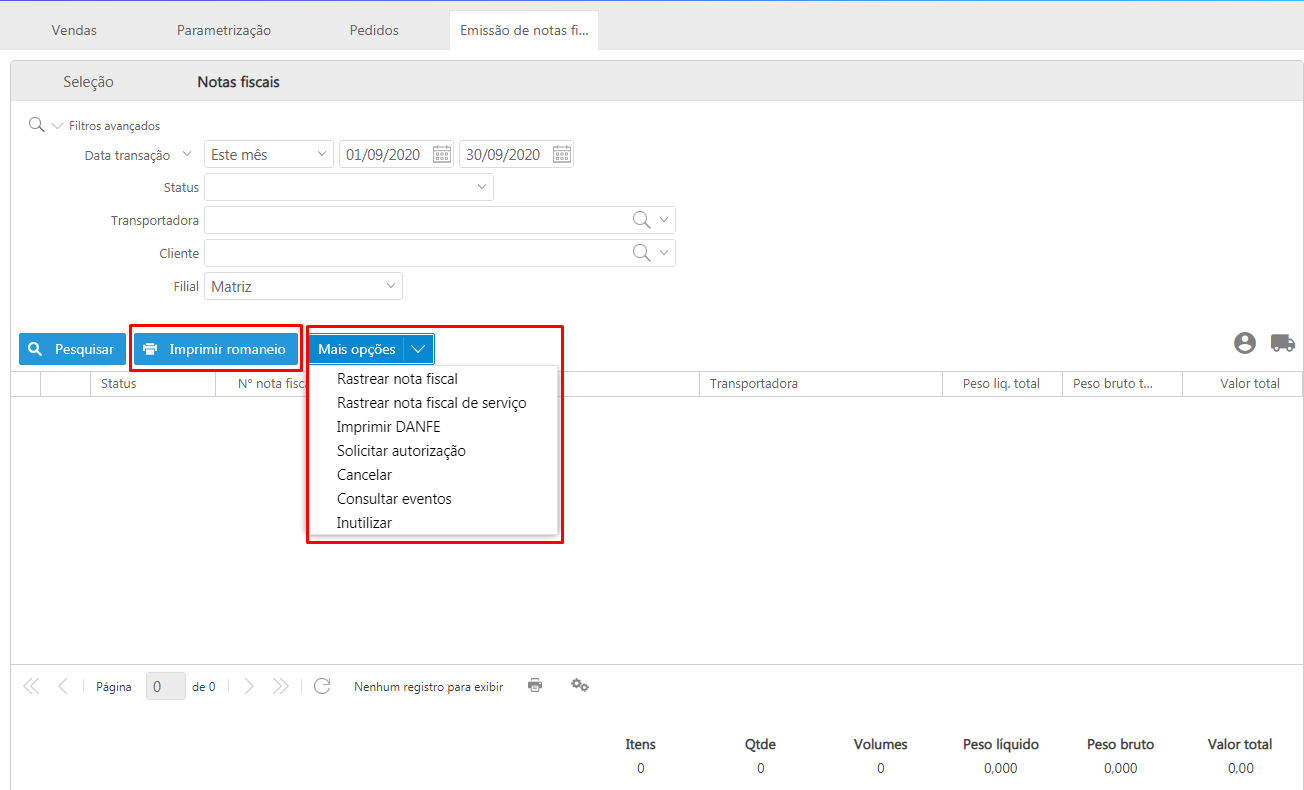 Vendas Parametrização Pedidos Emissão de notas fi...
Seleção Notas fiscais
Filtros avançados
Data transação Este mês 01/09/2020 30/09/2020
Status
Transportadora
Cliente
Filial Matriz
Pesquisar Imprimir romaneio Mais opções
Status Nº nota fisc Transportadora Peso liq. total Peso bruto t... Valor total
Rastrear nota fiscal
Rastrear nota fiscal de serviço
Imprimir DANFE
Solicitar autorização
Cancelar
Consultar eventos
Inutilizar
Página 0 de 0 Nenhum registro para exibir
Itens Qtde Volumes Peso líquido Peso bruto Valor total
0 0 0 0,000 0,000 0,00